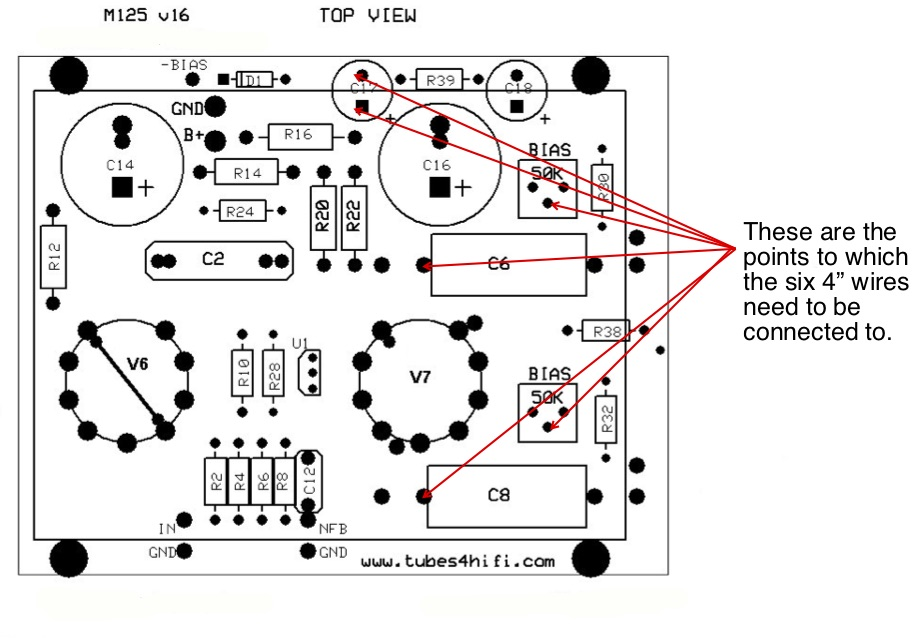 M125 v16 TOP VIEW
-BIAS D1 C17 R39 C18
GND + +
B+ R16 BIAS
C14 R14 C16 50K R30
+ +
R24 R20 R22
R12 C2 C6
These are the
points to which
the six 4” wires
need to be
connected to.
R38
V6 U1 V7
R10 R28 BIAS
50K R32
R2 R4 R6 R8 C12 C8
IN NFB
GND GND
www.tubes4hifi.com